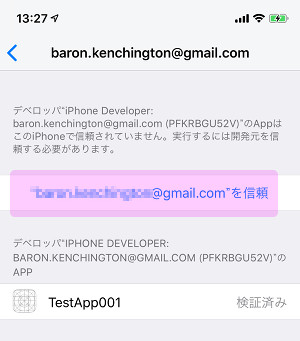 13:27
baron.kenchington@gmail.com
デベロッパ“iPhone Developer:
baron.kenchington@gmail.com (PFKRBGU52V)”のAppは
このiPhoneで信頼されていません。実行するには開発元を信
頼する必要があります。
@gmail.com”を信頼
デベロッパ“IPHONE DEVELOPER:
BARON.KENCHINGTON@GMAIL.COM (PFKRBGU52V)”の
APP
TestApp001 検証済み